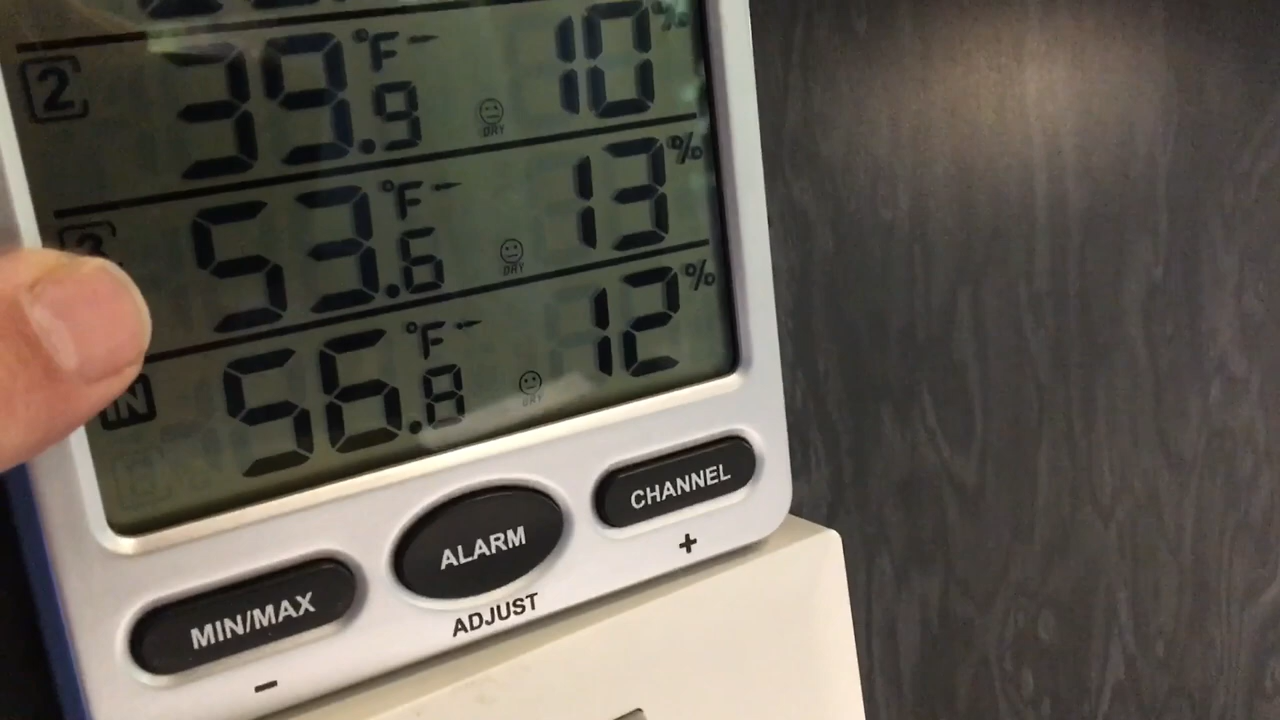 2 39.9 °F 10 %
DRY
3 53.6 °F 13 %
DRY
IN 56.8 °F 12 %
DRY
MIN/MAX ALARM CHANNEL
- ADJUST +